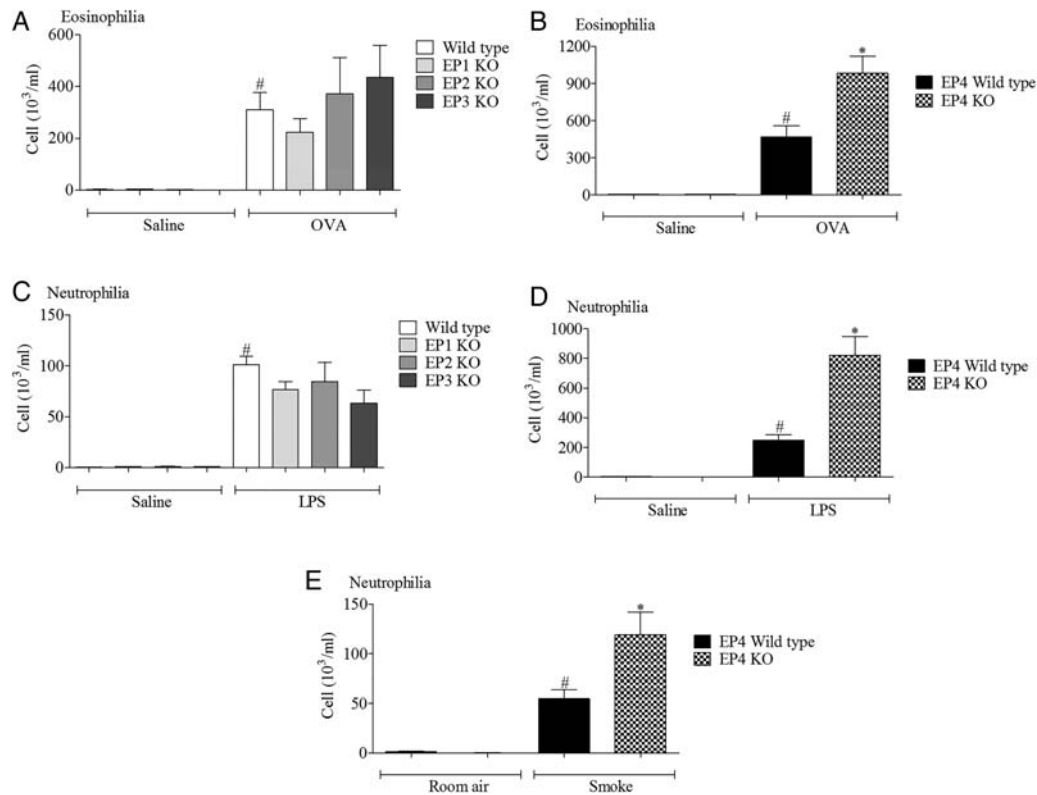 A
Eosinophilia
Cell (10³/ml)
600
400
200
0
#
Saline
OVA
Wild type
EP1 KO
EP2 KO
EP3 KO
B
Eosinophilia
Cell (10³/ml)
1200
900
600
300
0
#
*
Saline
OVA
EP4 Wild type
EP4 KO
C
Neutrophilia
Cell (10³/ml)
150
100
50
0
#
Saline
LPS
Wild type
EP1 KO
EP2 KO
EP3 KO
D
Neutrophilia
Cell (10³/ml)
1000
800
600
400
200
0
#
*
Saline
LPS
EP4 Wild type
EP4 KO
E
Neutrophilia
Cell (10³/ml)
150
100
50
0
#
*
Room air
Smoke
EP4 Wild type
EP4 KO